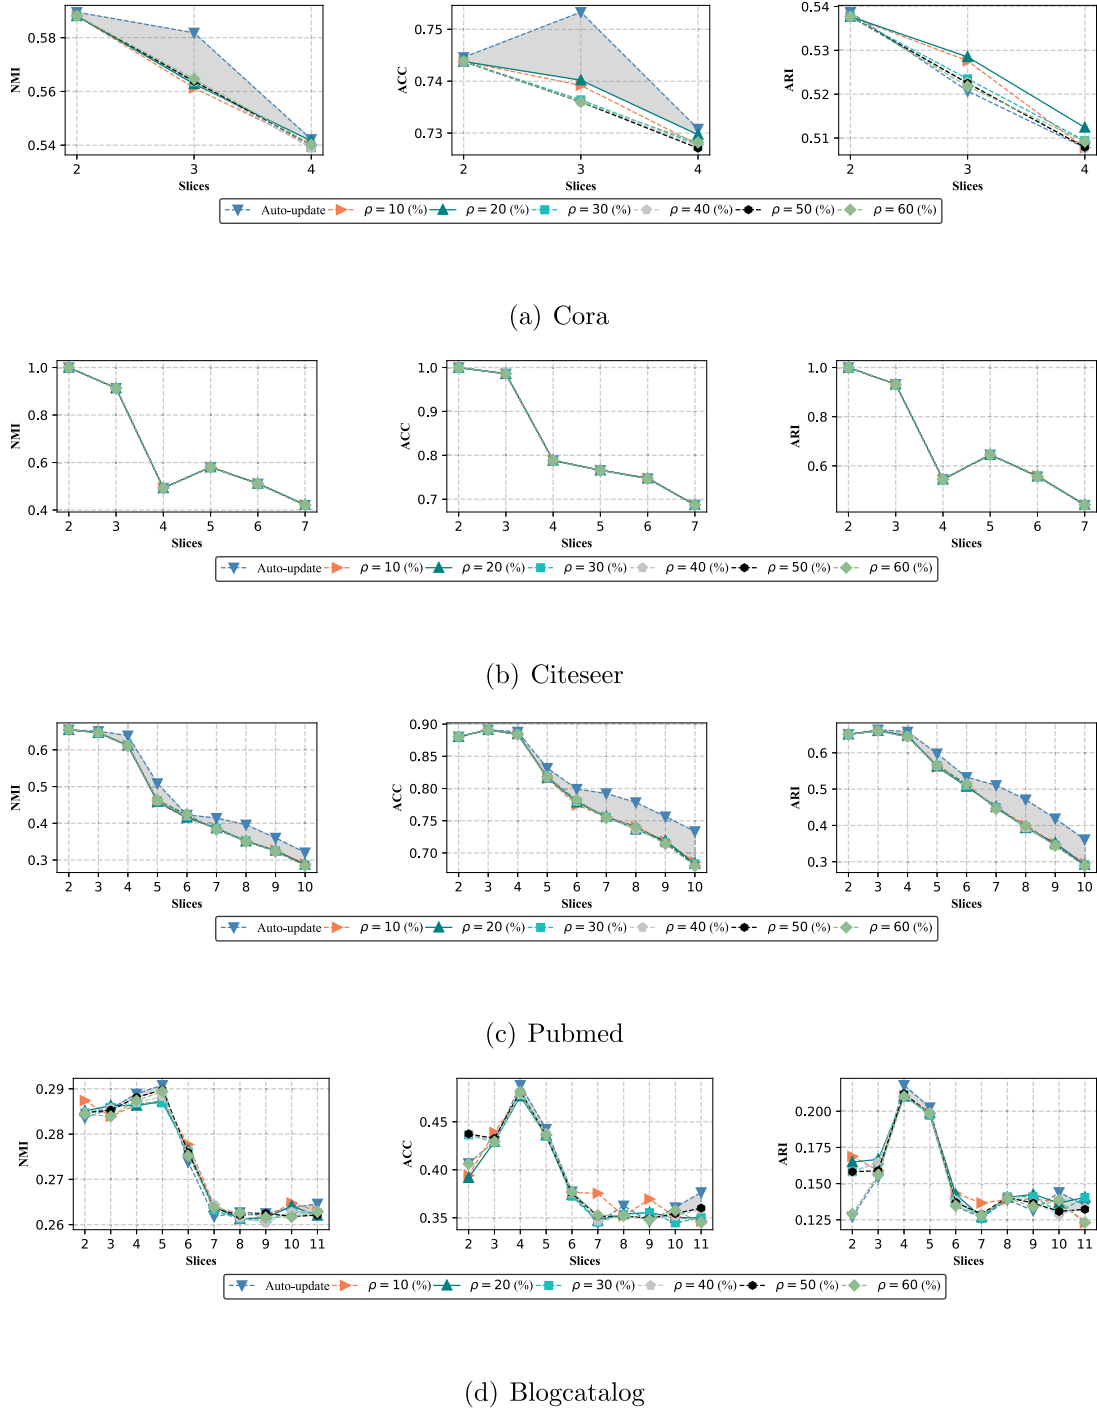 NMI
0.58
0.56
0.54
2 3 4
Slices
ACC
0.75
0.74
0.73
2 3 4
Slices
ARI
0.54
0.53
0.52
0.51
2 3 4
Slices
Auto-update ρ = 10 (%) ρ = 20 (%) ρ = 30 (%) ρ = 40 (%) ρ = 50 (%) ρ = 60 (%)
(a) Cora
NMI
1.0
0.8
0.6
0.4
2 3 4 5 6 7
Slices
ACC
1.0
0.9
0.8
0.7
2 3 4 5 6 7
Slices
ARI
1.0
0.8
0.6
2 3 4 5 6 7
Slices
Auto-update ρ = 10 (%) ρ = 20 (%) ρ = 30 (%) ρ = 40 (%) ρ = 50 (%) ρ = 60 (%)
(b) Citeseer
NMI
0.6
0.5
0.4
0.3
2 3 4 5 6 7 8 9 10
Slices
ACC
0.90
0.85
0.80
0.75
0.70
2 3 4 5 6 7 8 9 10
Slices
ARI
0.6
0.5
0.4
0.3
2 3 4 5 6 7 8 9 10
Slices
Auto-update ρ = 10 (%) ρ = 20 (%) ρ = 30 (%) ρ = 40 (%) ρ = 50 (%) ρ = 60 (%)
(c) Pubmed
NMI
0.29
0.28
0.27
0.26
2 3 4 5 6 7 8 9 10 11
Slices
ACC
0.45
0.40
0.35
2 3 4 5 6 7 8 9 10 11
Slices
ARI
0.200
0.175
0.150
0.125
2 3 4 5 6 7 8 9 10 11
Slices
Auto-update ρ = 10 (%) ρ = 20 (%) ρ = 30 (%) ρ = 40 (%) ρ = 50 (%) ρ = 60 (%)
(d) Blogcatalog